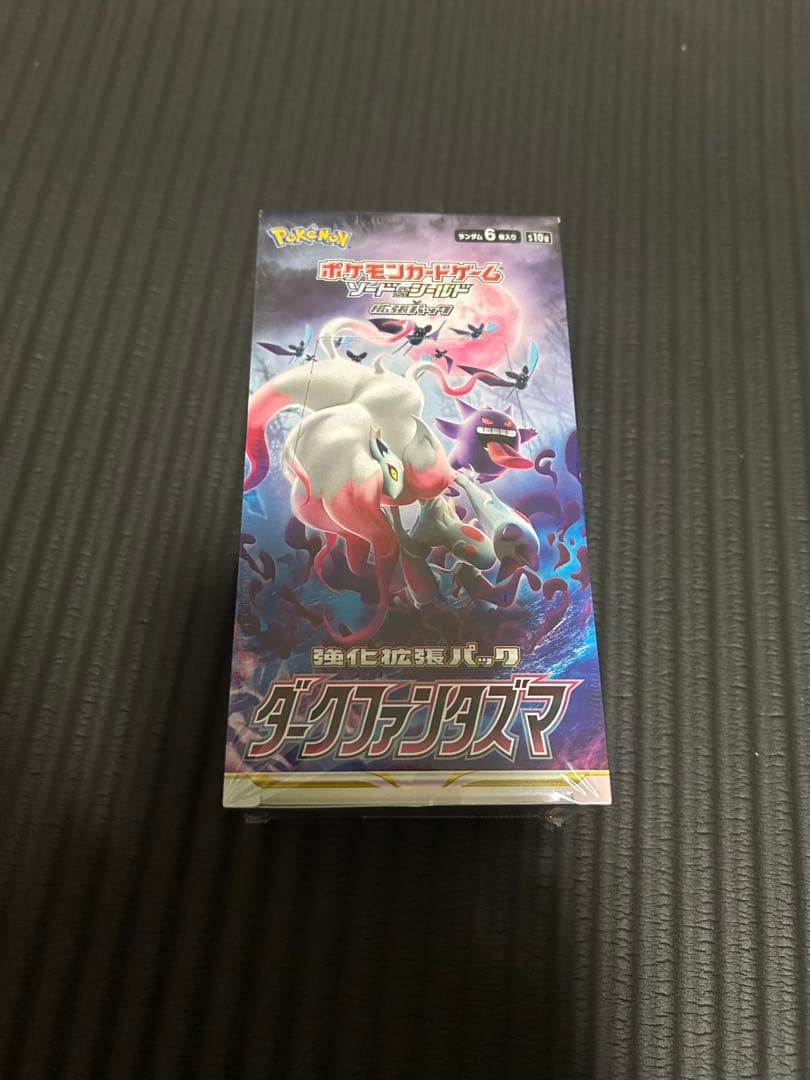 POKÉMON
ランダム6枚入り s10a
ポケモンカードゲーム
ソード&シールド
拡張パック
強化拡張パック
ダークファンタズマ